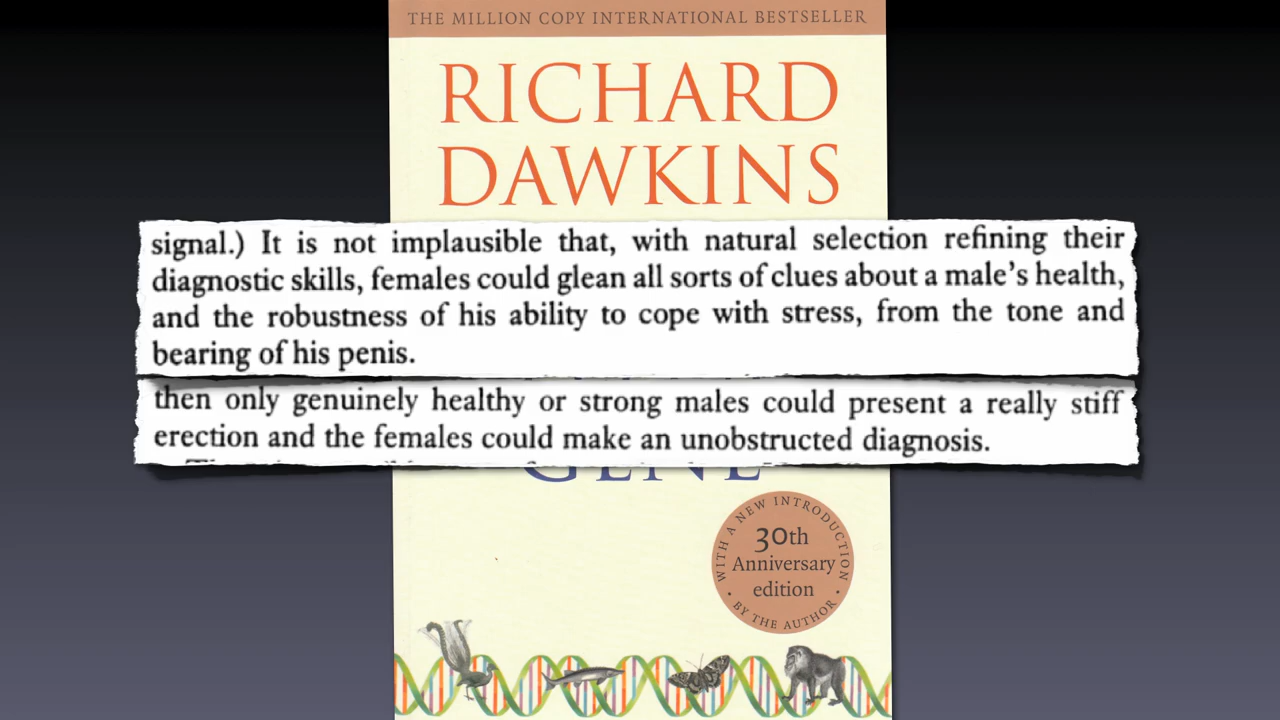 THE MILLION COPY INTERNATIONAL BESTSELLER
RICHARD
DAWKINS
signal.) It is not implausible that, with natural selection refining their
diagnostic skills, females could glean all sorts of clues about a male's health,
and the robustness of his ability to cope with stress, from the tone and
bearing of his penis.
then only genuinely healthy or strong males could present a really stiff
erection and the females could make an unobstructed diagnosis.
GENE
WITH A NEW INTRODUCTION
30th
Anniversary
edition
• BY THE AUTHOR •